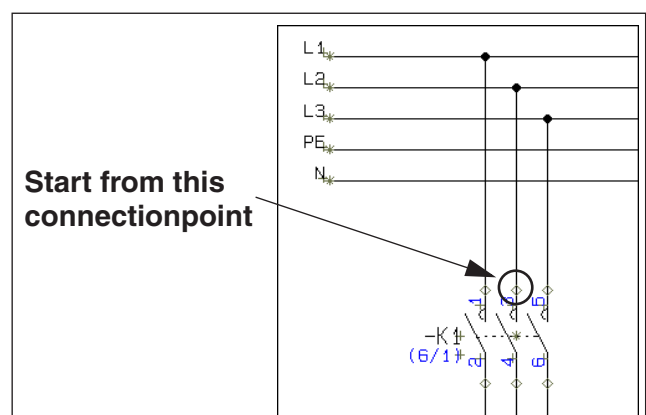 L1
L2
L3
PE
N
Start from this
connectionpoint
1 3 5
-K1
(6/1)
2 4 6